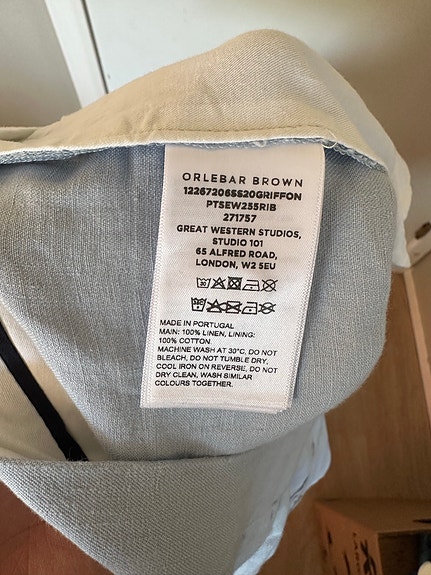 ORLEBAR BROWN
12267206SS20GRIFFON
PTSEW255RIB
271757
GREAT WESTERN STUDIOS,
STUDIO 101
65 ALFRED ROAD,
LONDON, W2 5EU
MADE IN PORTUGAL
MAIN: 100% LINEN, LINING:
100% COTTON.
MACHINE WASH AT 30°C, DO NOT
BLEACH, DO NOT TUMBLE DRY,
COOL IRON ON REVERSE, DO NOT
DRY CLEAN, WASH SIMILAR
COLOURS TOGETHER.